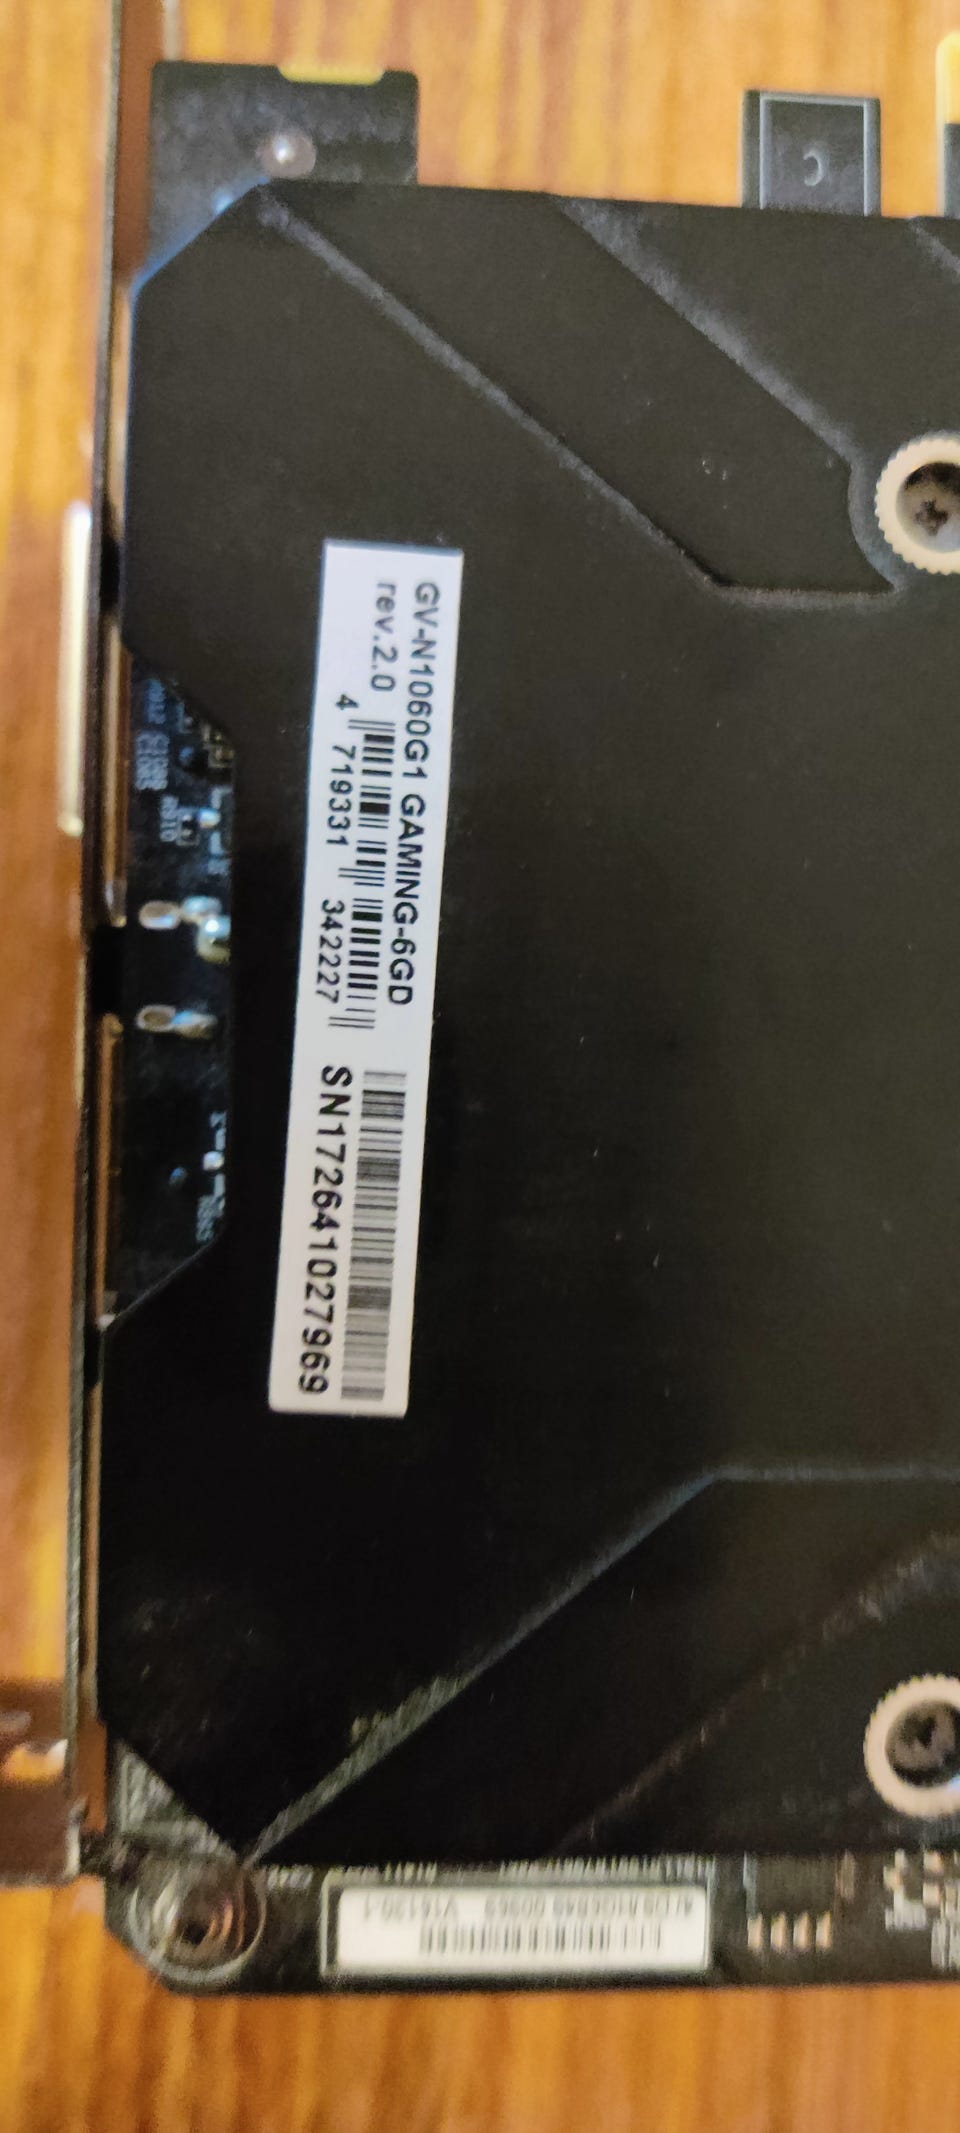 GV-N1060G1 GAMING-6GD
rev.2.0
4 719331 342227
SN172641027969